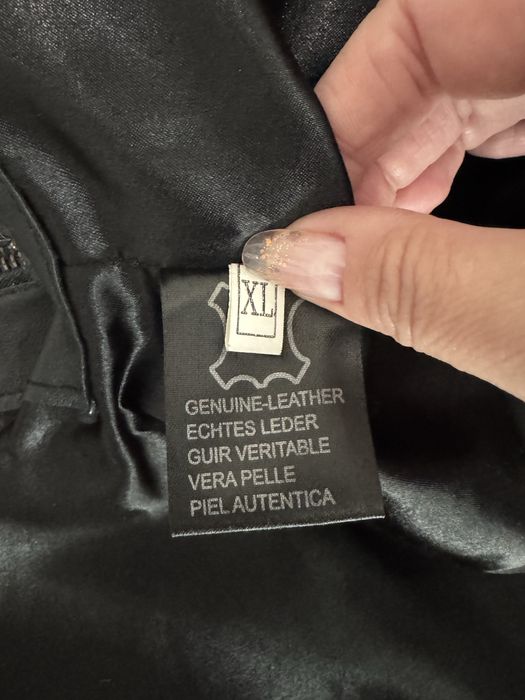 XL
GENUINE-LEATHER
ECHTES LEDER
GUIR VERITABLE
VERA PELLE
PIEL AUTENTICA